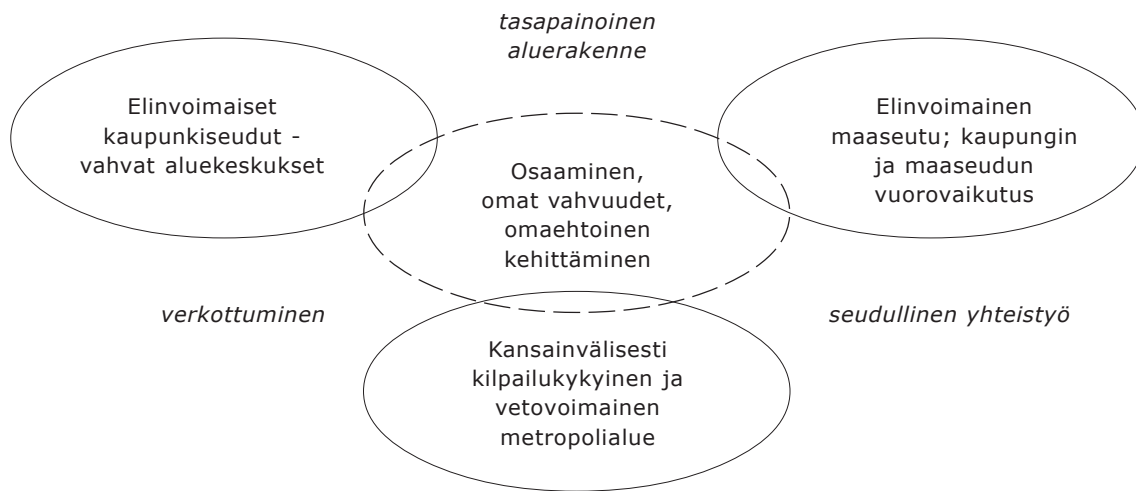 tasapainoinen
aluerakenne
Elinvoimaiset
kaupunkiseudut -
vahvat aluekeskukset
Elinvoimainen
maaseutu; kaupungin
ja maaseudun
vuorovaikutus
Osaaminen,
omat vahvuudet,
omaehtoinen
kehittäminen
verkottuminen
seudullinen yhteistyö
Kansainvälisesti
kilpailukykyinen ja
vetovoimainen
metropolialue